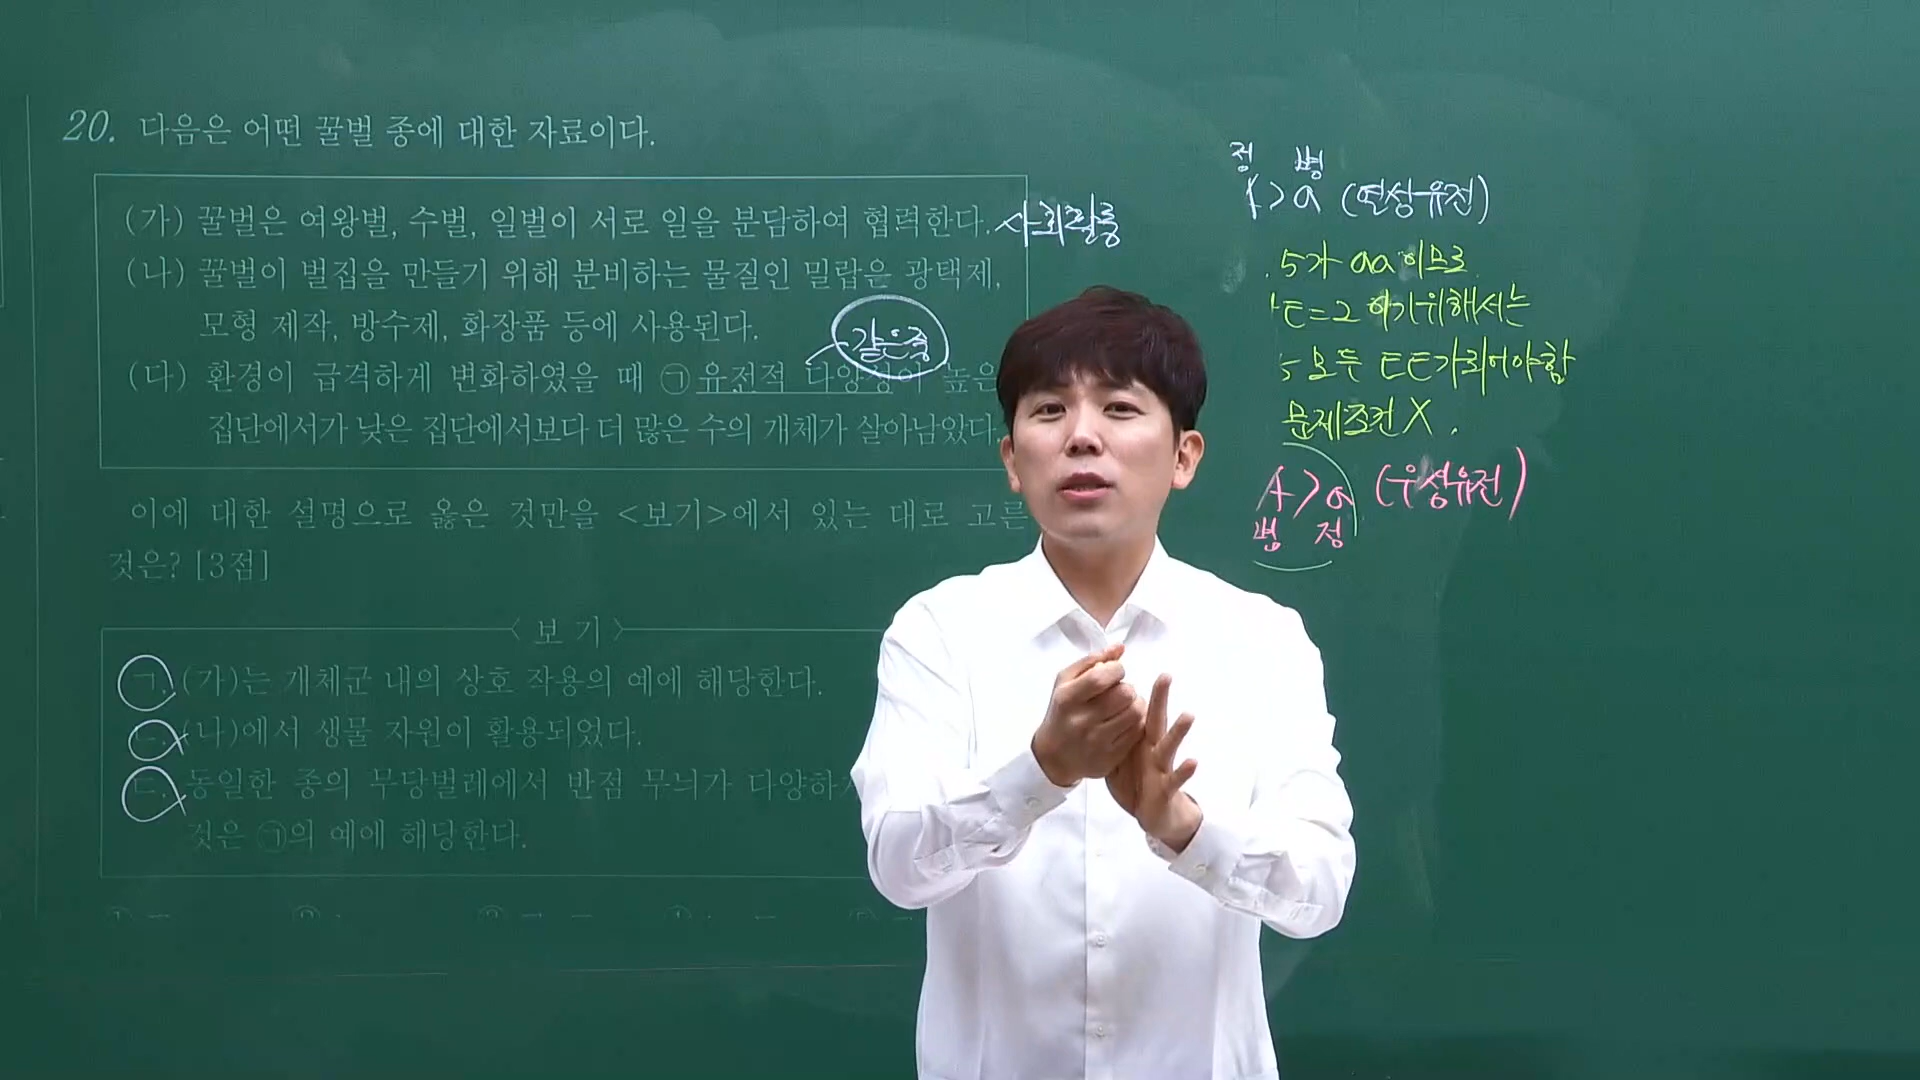 20. 다음은 어떤 꿀벌 종에 대한 자료이다.
(가) 꿀벌은 여왕벌, 수벌, 일벌이 서로 일을 분담하여 협력한다.
(나) 꿀벌이 벌집을 만들기 위해 분비하는 물질인 밀랍은 광택제,
모형 제작, 방수제, 화장품 등에 사용된다.
같은종
(다) 환경이 급격하게 변화하였을 때 ㉠유전적 다양성이 높은
집단에서가 낮은 집단에서보다 더 많은 수의 개체가 살아남았다.
이에 대한 설명으로 옳은 것만을 <보기>에서 있는 대로 고른
것은? [3점]
<보 기>
ㄱ. (가)는 개체군 내의 상호 작용의 예에 해당한다.
ㄴ. (나)에서 생물 자원이 활용되었다.
ㄷ. 동일한 종의 무당벌레에서 반점 무늬가 다양하
것은 ㉠의 예에 해당한다.
정 병
>a (열성유전)
5가 aa이므로
E=2 이기위해서는
모두 EE가되어야함
문제조건X.
A>a (우성유전)
병 정